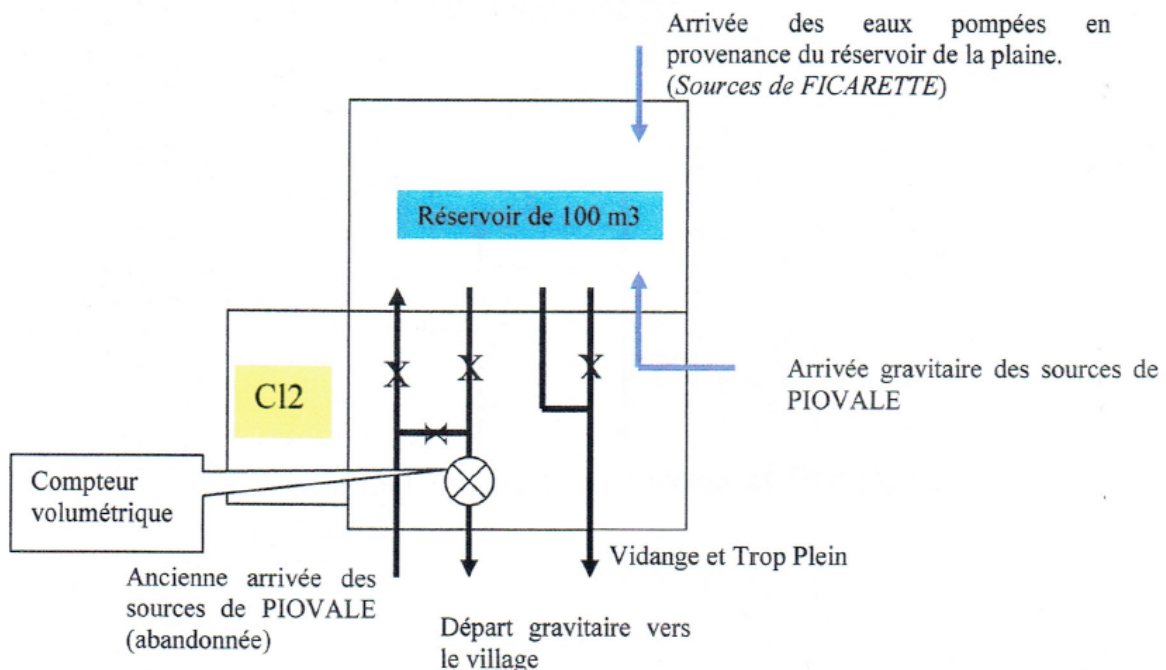 Arrivée des eaux pompées en
provenance du réservoir de la plaine.
(Sources de FICARETTE)
Réservoir de 100 m3
Arrivée gravitaire des sources de
PIOVALE
Cl2
Compteur
volumétrique
Vidange et Trop Plein
Ancienne arrivée des
sources de PIOVALE
(abandonnée)
Départ gravitaire vers
le village